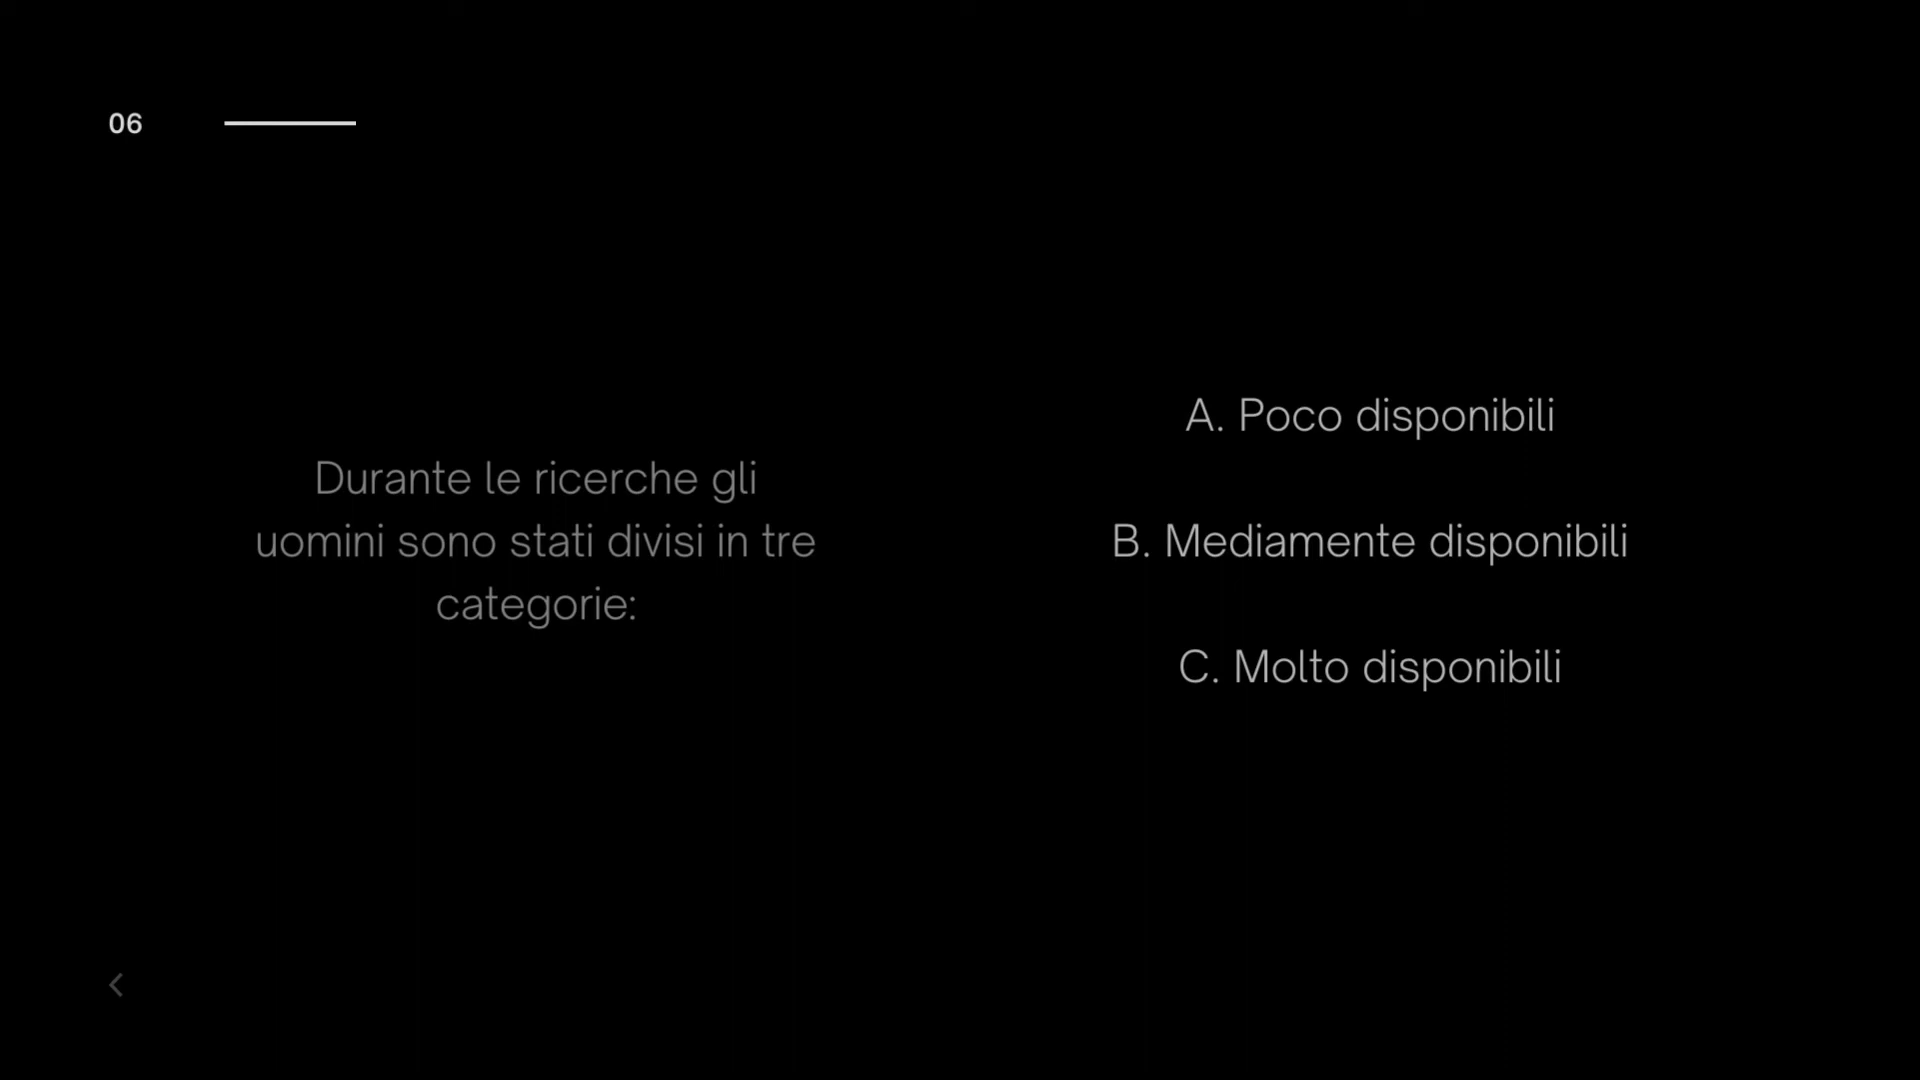 06
Durante le ricerche gli
uomini sono stati divisi in tre
categorie:
A. Poco disponibili
B. Mediamente disponibili
C. Molto disponibili